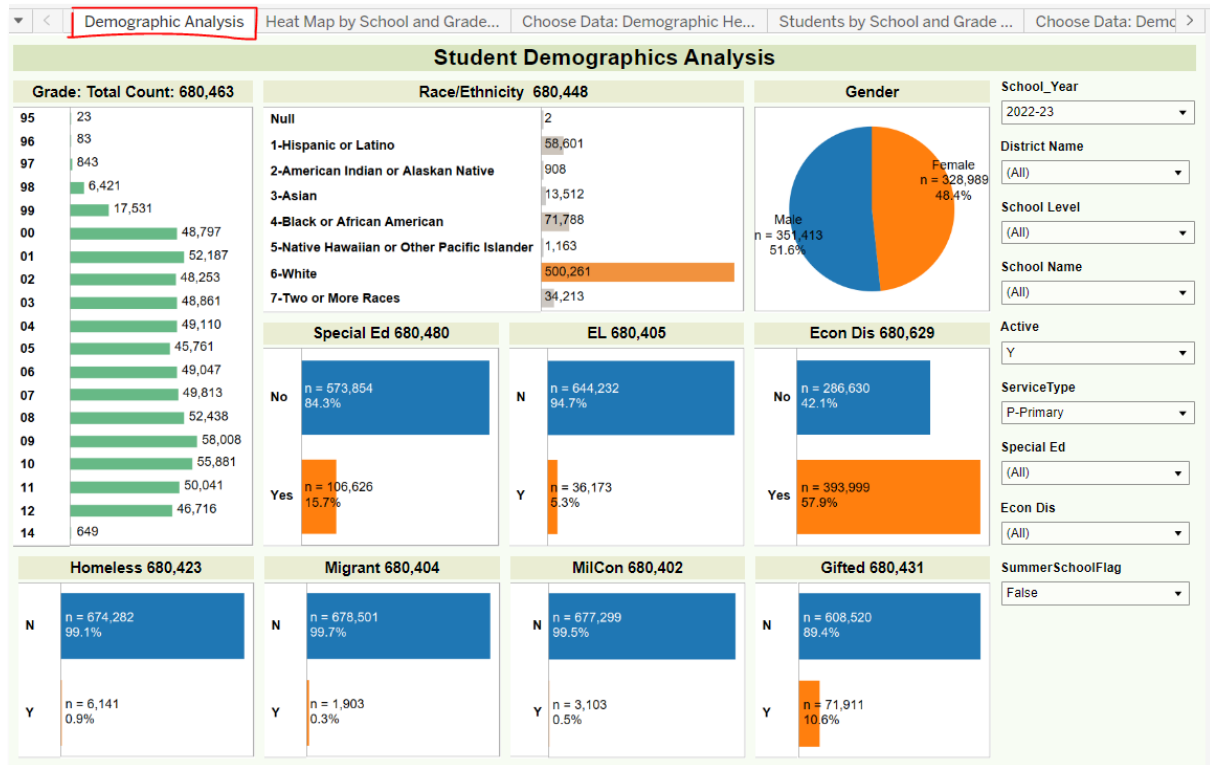 Demographic Analysis
Heat Map by School and Grade...
Choose Data: Demographic He...
Students by School and Grade ...
Choose Data: Demc
Student Demographics Analysis
Grade: Total Count: 680,463
95 23
96 83
97 843
98 6,421
99 17,531
00 48,797
01 52,187
02 48,253
03 48,861
04 49,110
05 45,761
06 49,047
07 49,813
08 52,438
09 58,008
10 55,881
11 50,041
12 46,716
14 649
Race/Ethnicity 680,448
Null 2
1-Hispanic or Latino 58,601
2-American Indian or Alaskan Native 908
3-Asian 13,512
4-Black or African American 71,788
5-Native Hawaiian or Other Pacific Islander 1,163
6-White 500,261
7-Two or More Races 34,213
Gender
Female
n = 328,989
48.4%
Male
n = 351,413
51.6%
School_Year
2022-23
District Name
(All)
School Level
(All)
School Name
(All)
Active
Y
ServiceType
P-Primary
Special Ed
(All)
Econ Dis
(All)
SummerSchoolFlag
False
Special Ed 680,480
No
n = 573,854
84.3%
Yes
n = 106,626
15.7%
EL 680,405
N
n = 644,232
94.7%
Y
n = 36,173
5.3%
Econ Dis 680,629
No
n = 286,630
42.1%
Yes
n = 393,999
57.9%
Homeless 680,423
N
n = 674,282
99.1%
Y
n = 6,141
0.9%
Migrant 680,404
N
n = 678,501
99.7%
Y
n = 1,903
0.3%
MilCon 680,402
N
n = 677,299
99.5%
Y
n = 3,103
0.5%
Gifted 680,431
N
n = 608,520
89.4%
Y
n = 71,911
10.6%